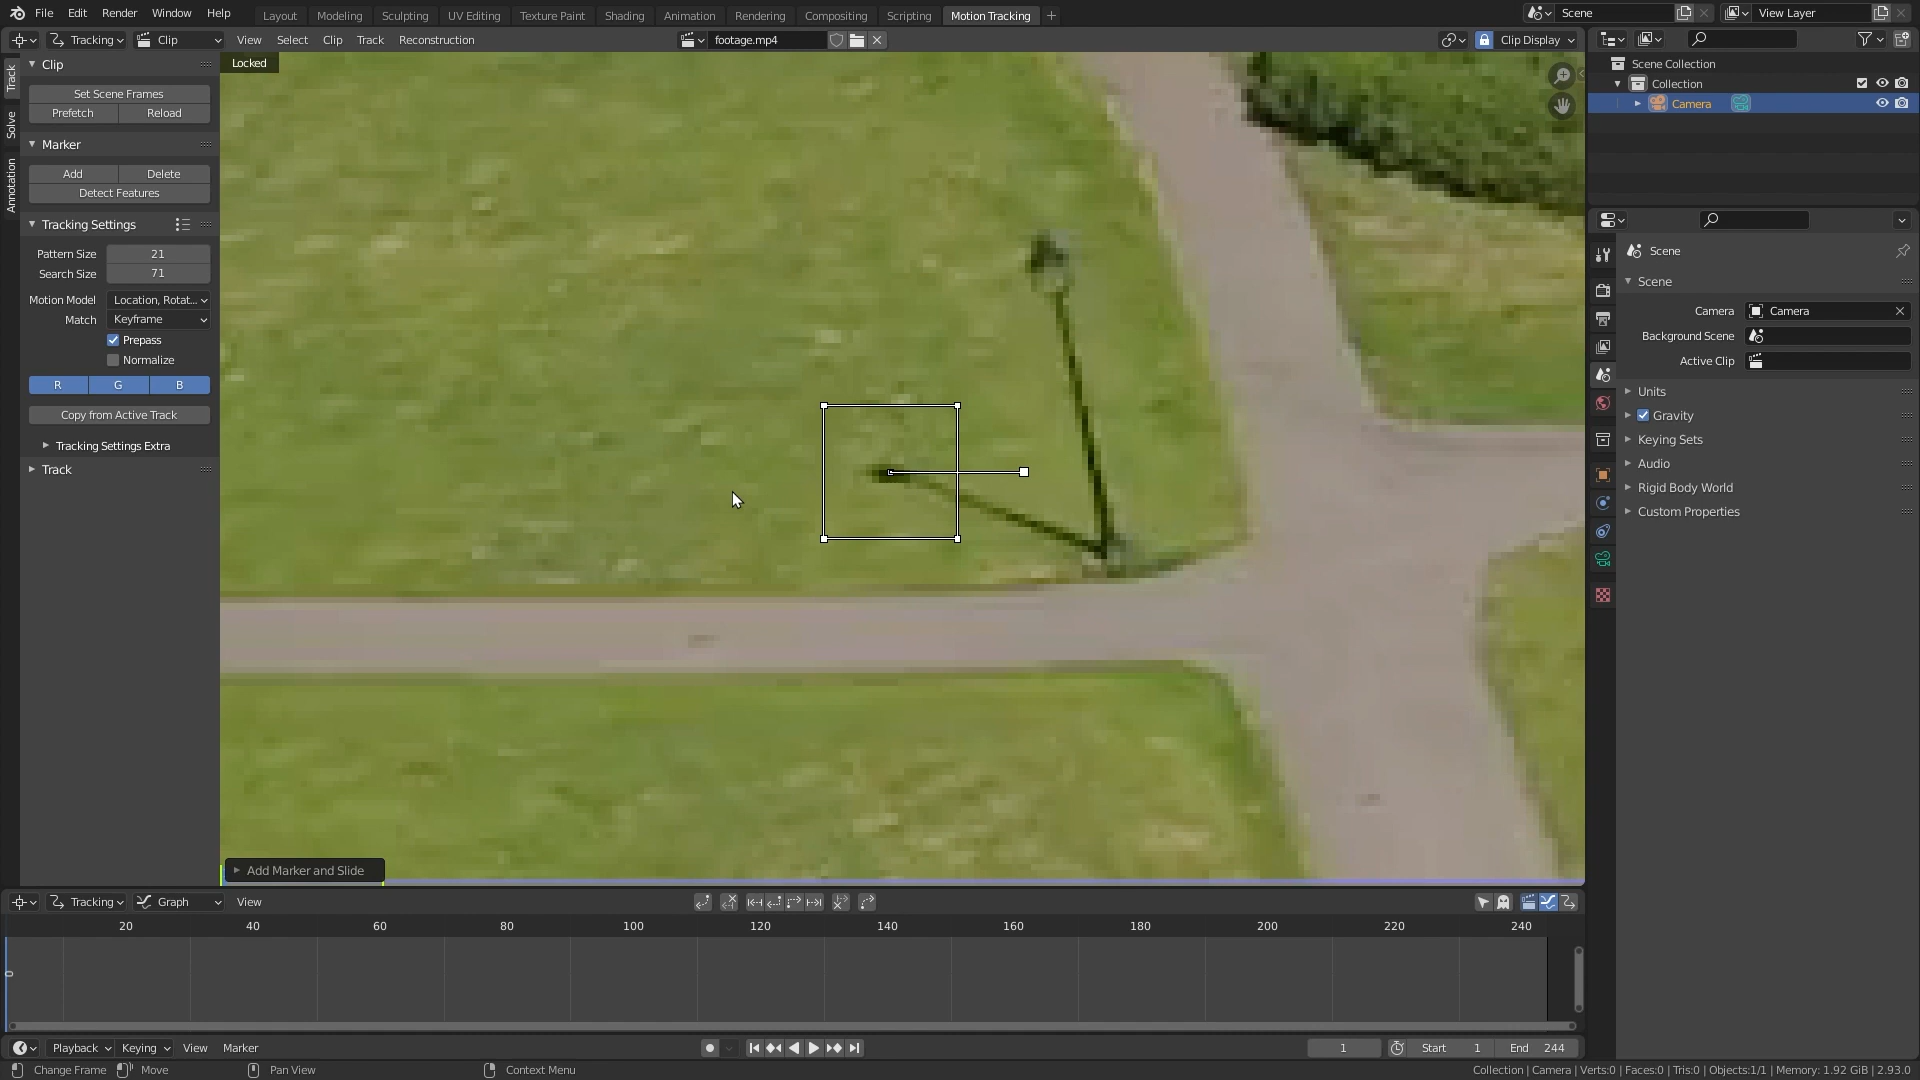 File Edit Render Window Help Layout Modeling Sculpting UV Editing Texture Paint Shading Animation Rendering Compositing Scripting Motion Tracking + Scene View Layer
Tracking Clip View Select Clip Track Reconstruction footage.mp4 Clip Display
Track
Solve
Annotation
Clip
Set Scene Frames
Prefetch Reload
Marker
Add Delete
Detect Features
Tracking Settings
Pattern Size 21
Search Size 71
Motion Model Location, Rotat...
Match Keyframe
Prepass
Normalize
R G B
Copy from Active Track
Tracking Settings Extra
Track
Locked
Add Marker and Slide
Scene Collection
Collection
Camera
Scene
Scene
Camera Camera
Background Scene
Active Clip
Units
Gravity
Keying Sets
Audio
Rigid Body World
Custom Properties
Tracking Graph View
20 40 60 80 100 120 140 160 180 200 220 240
0
Playback Keying View Marker 1 Start 1 End 244
Change Frame Move Pan View Context Menu Collection | Camera | Verts:0 | Faces:0 | Tris:0 | Objects:1/1 | Memory: 1.92 GiB | 2.93.0